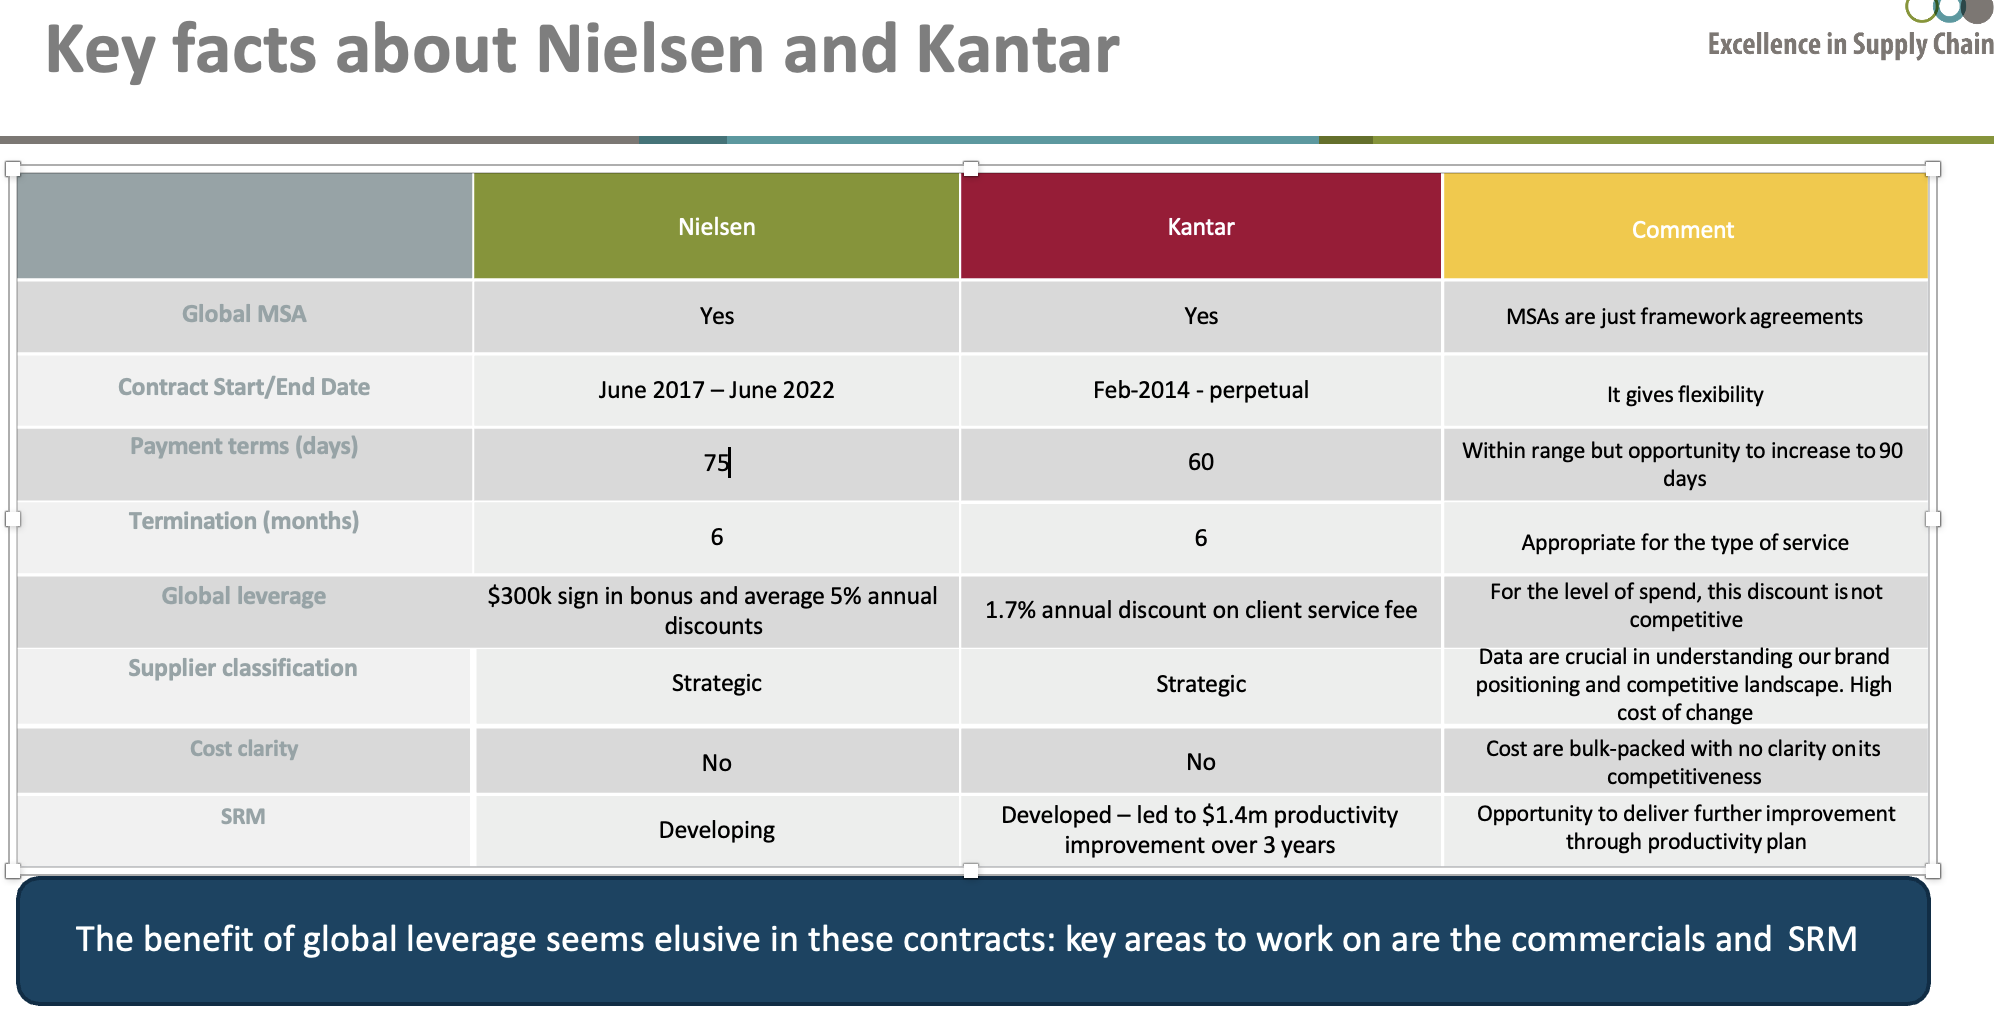 Key facts about Nielsen and Kantar
Excellence in Supply Chain
Nielsen
Kantar
Comment
Global MSA
Yes
Yes
MSAs are just framework agreements
Contract Start/End Date
June 2017 – June 2022
Feb-2014 - perpetual
It gives flexibility
Payment terms (days)
75
60
Within range but opportunity to increase to 90
days
Termination (months)
6
6
Appropriate for the type of service
Global leverage
$300k sign in bonus and average 5% annual
discounts
1.7% annual discount on client service fee
For the level of spend, this discount is not
competitive
Supplier classification
Strategic
Strategic
Data are crucial in understanding our brand
positioning and competitive landscape. High
cost of change
Cost clarity
No
No
Cost are bulk-packed with no clarity on its
competitiveness
SRM
Developing
Developed – led to $1.4m productivity
improvement over 3 years
Opportunity to deliver further improvement
through productivity plan
The benefit of global leverage seems elusive in these contracts: key areas to work on are the commercials and SRM